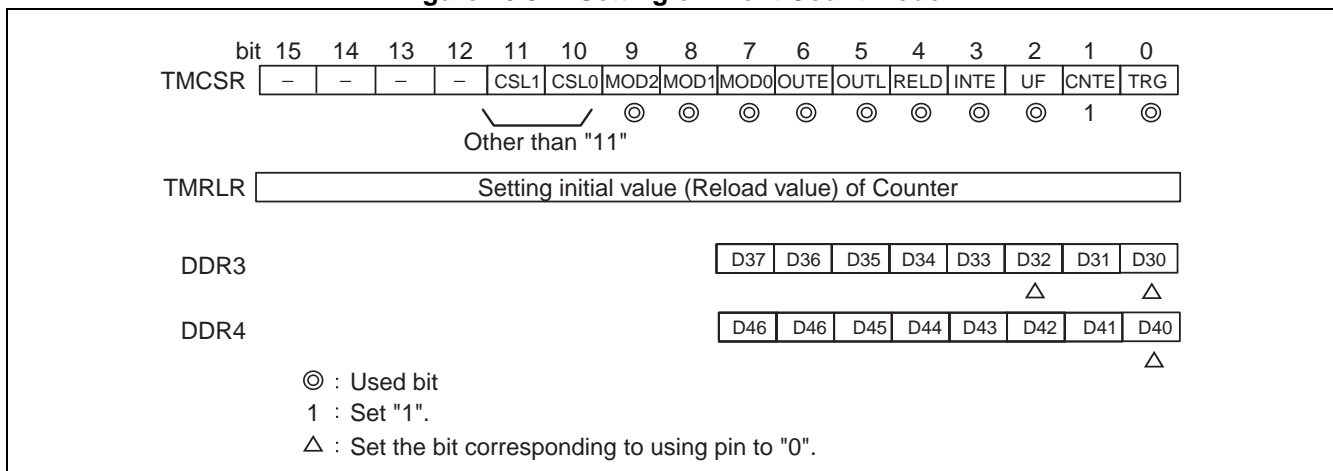 bit 15 14 13 12 11 10 9 8 7 6 5 4 3 2 1 0
TMCSR – – – – CSL1 CSL0 MOD2 MOD1 MOD0 OUTE OUTL RELD INTE UF CNTE TRG
◎ ◎ ◎ ◎ ◎ ◎ ◎ ◎ 1 ◎
Other than "11"
TMRLR Setting initial value (Reload value) of Counter
DDR3 D37 D36 D35 D34 D33 D32 D31 D30
△ △
DDR4 D46 D46 D45 D44 D43 D42 D41 D40
△
◎ : Used bit
1 : Set "1".
△ : Set the bit corresponding to using pin to "0".